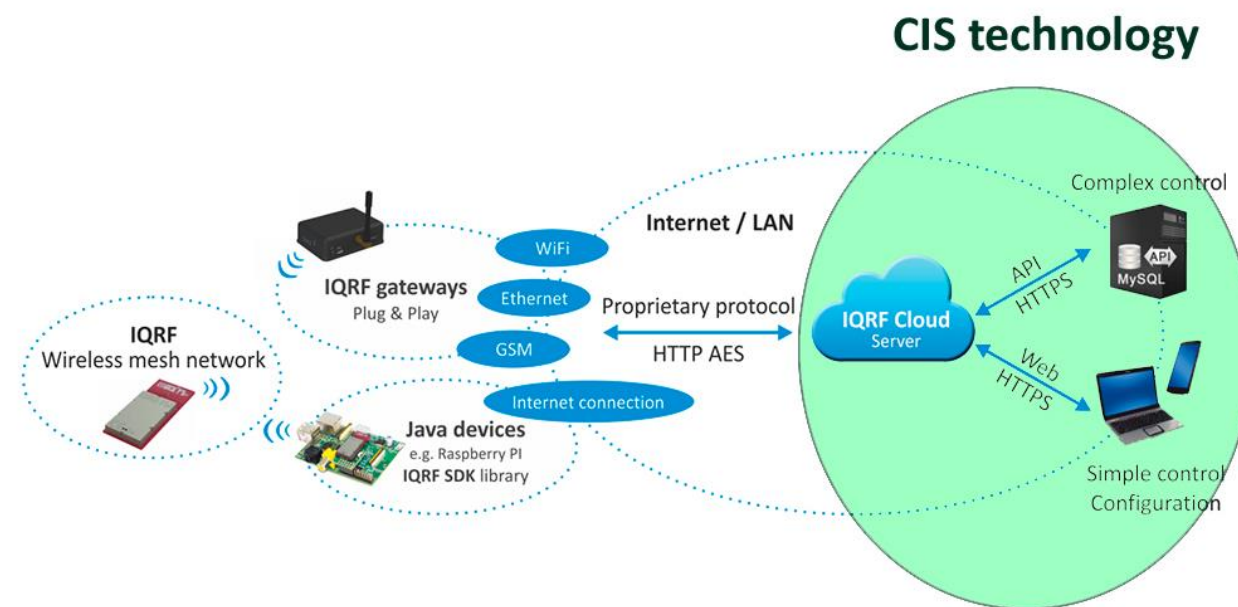 CIS technology
Complex control
API
MySQL
Internet / LAN
WiFi
IQRF gateways
Plug & Play
Ethernet
GSM
Proprietary protocol
HTTP AES
IQRF Cloud
Server
API
HTTPS
Web
HTTPS
IQRF
Wireless mesh network
Internet connection
Java devices
e.g. Raspberry PI
IQRF SDK library
Simple control
Configuration